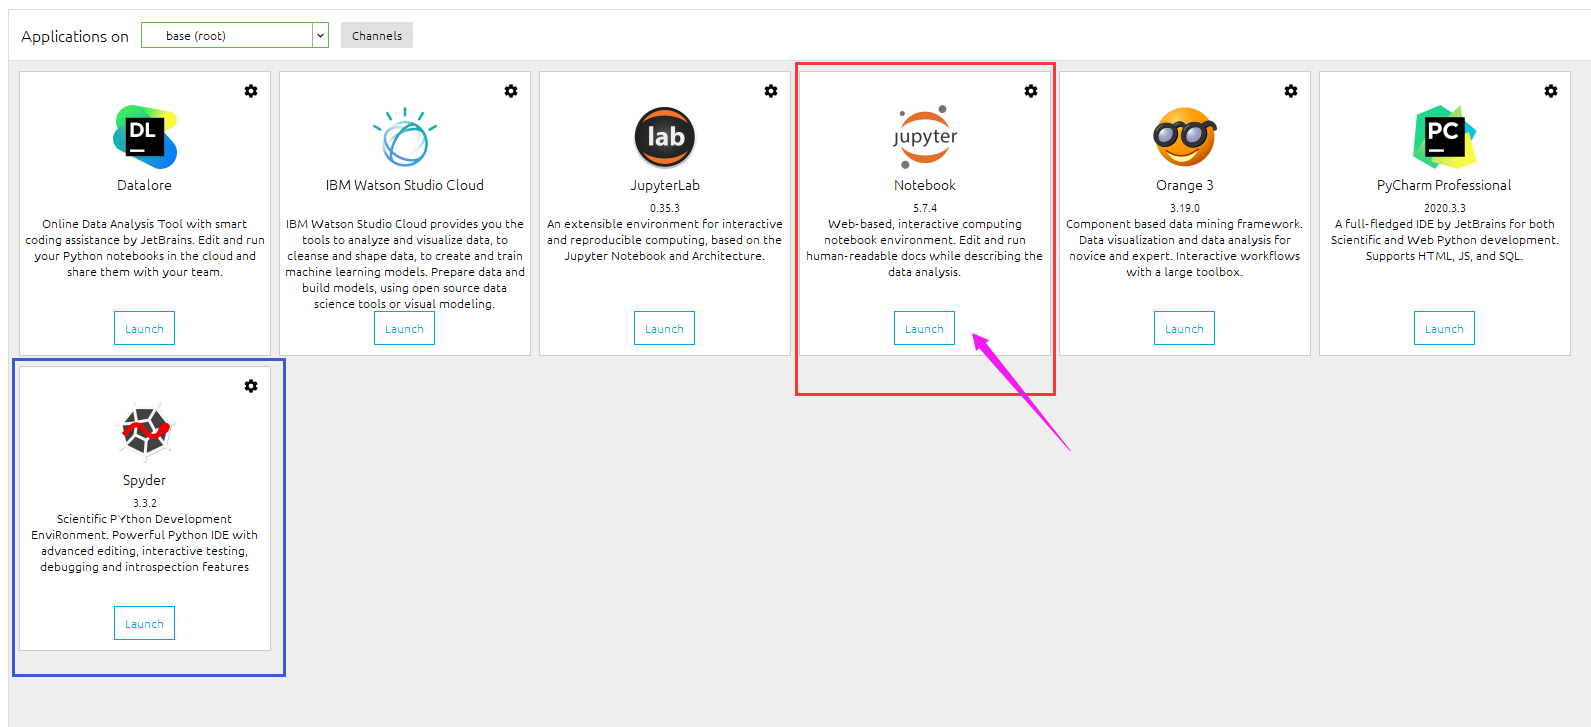 Applications on
base (root)
Channels
DL
Datalore
Online Data Analysis Tool with smart
coding assistance by JetBrains. Edit and run
your Python notebooks in the cloud and
share them with your team.
Launch
IBM Watson Studio Cloud
IBM Watson Studio Cloud provides you the
tools to analyze and visualize data, to
cleanse and shape data, to create and train
machine learning models. Prepare data and
build models, using open source data
science tools or visual modeling.
Launch
lab
JupyterLab
0.35.3
An extensible environment for interactive
and reproducible computing, based on the
Jupyter Notebook and Architecture.
Launch
jupyter
Notebook
5.7.4
Web-based, interactive computing
notebook environment. Edit and run
human-readable docs while describing the
data analysis.
Launch
Orange 3
3.19.0
Component based data mining framework.
Data visualization and data analysis for
novice and expert. Interactive workflows
with a large toolbox.
Launch
PC
PyCharm Professional
2020.3.3
A full-fledged IDE by JetBrains for both
Scientific and Web Python development.
Supports HTML, JS, and SQL.
Launch
Spyder
3.3.2
Scientific PYthon Development
EnviRonment. Powerful Python IDE with
advanced editing, interactive testing,
debugging and introspection features
Launch